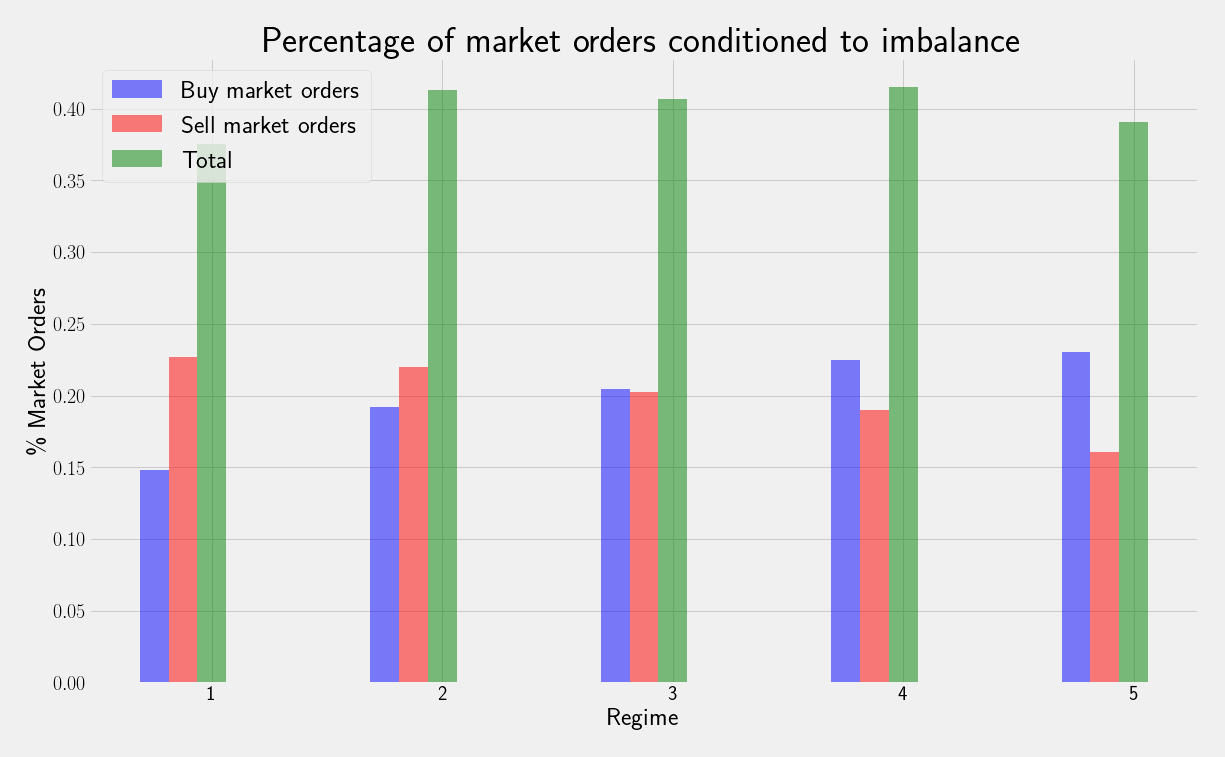 Percentage of market orders conditioned to imbalance
Buy market orders
Sell market orders
Total
0.40
0.35
0.30
0.25
0.20
0.15
0.10
0.05
0.00
% Market Orders
1 2 3 4 5
Regime